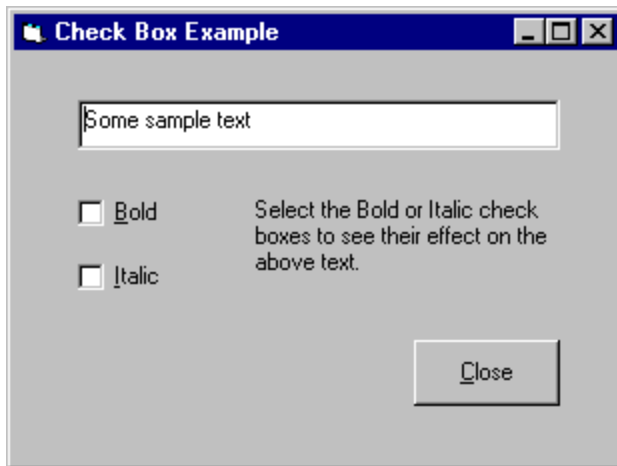 Check Box Example
Some sample text
Bold
Select the Bold or Italic check
boxes to see their effect on the
above text.
Italic
Close